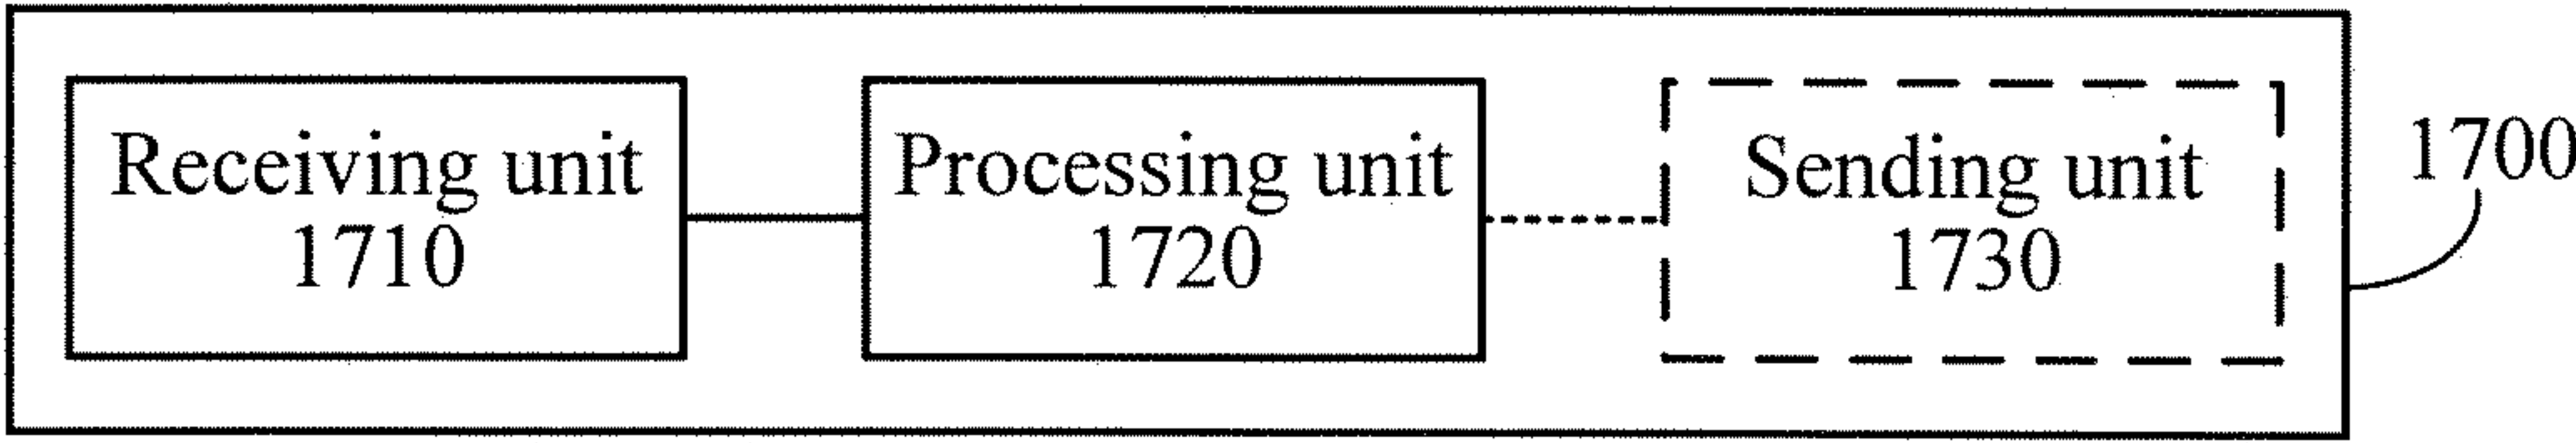 Receiving unit
1710
Processing unit
1720
Sending unit
1730
1700